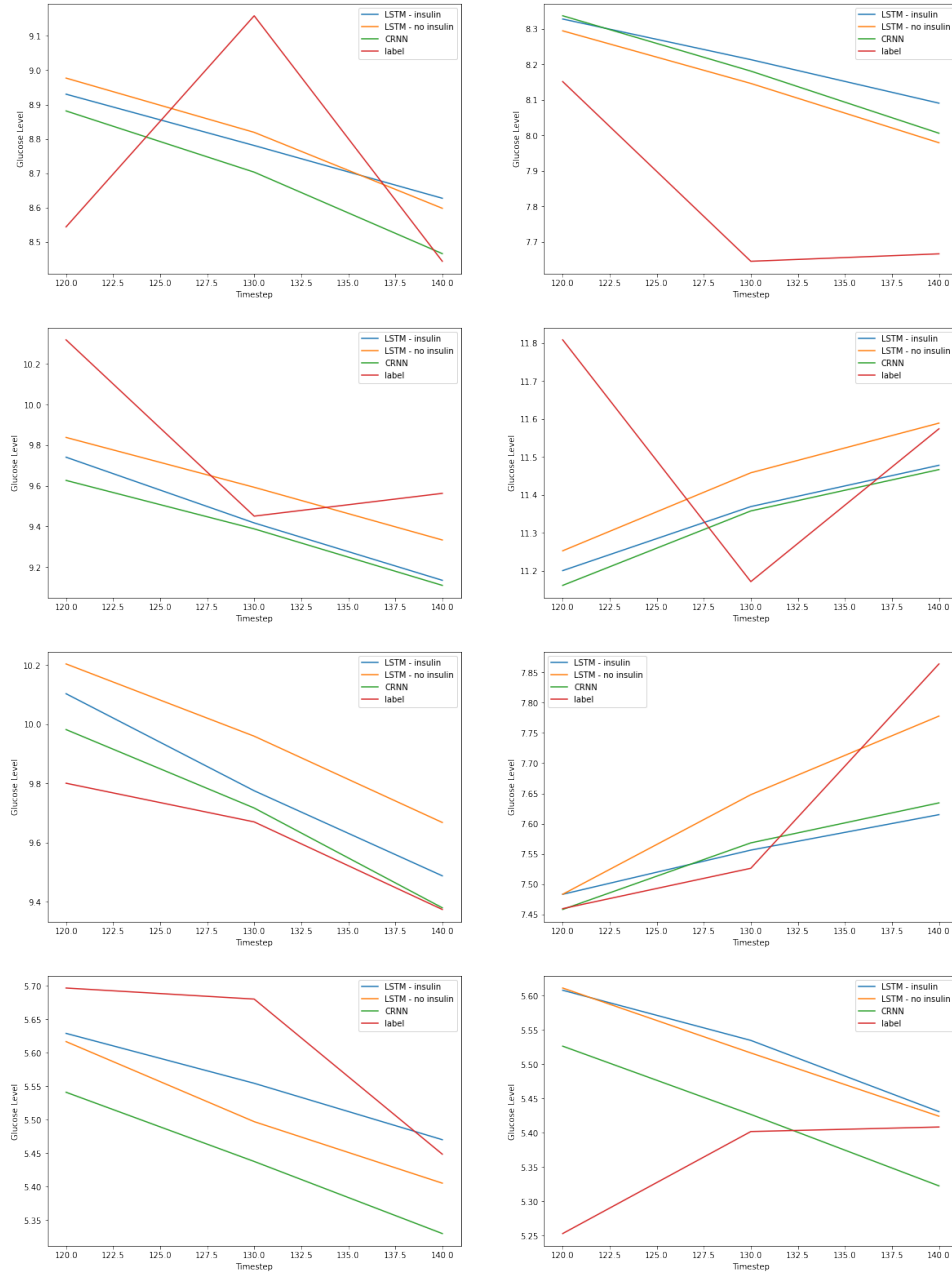 LSTM - insulin
LSTM - no insulin
CRNN
label
9.1
9.0
8.9
8.8
8.7
8.6
8.5
Glucose Level
120.0 122.5 125.0 127.5 130.0 132.5 135.0 137.5 140.0
Timestep
LSTM - insulin
LSTM - no insulin
CRNN
label
8.3
8.2
8.1
8.0
7.9
7.8
7.7
Glucose Level
120.0 122.5 125.0 127.5 130.0 132.5 135.0 137.5 140.0
Timestep
LSTM - insulin
LSTM - no insulin
CRNN
label
10.2
10.0
9.8
9.6
9.4
9.2
Glucose Level
120.0 122.5 125.0 127.5 130.0 132.5 135.0 137.5 140.0
Timestep
LSTM - insulin
LSTM - no insulin
CRNN
label
11.8
11.7
11.6
11.5
11.4
11.3
11.2
Glucose Level
120.0 122.5 125.0 127.5 130.0 132.5 135.0 137.5 140.0
Timestep
LSTM - insulin
LSTM - no insulin
CRNN
label
10.2
10.0
9.8
9.6
9.4
Glucose Level
120.0 122.5 125.0 127.5 130.0 132.5 135.0 137.5 140.0
Timestep
LSTM - insulin
LSTM - no insulin
CRNN
label
7.85
7.80
7.75
7.70
7.65
7.60
7.55
7.50
7.45
Glucose Level
120.0 122.5 125.0 127.5 130.0 132.5 135.0 137.5 140.0
Timestep
LSTM - insulin
LSTM - no insulin
CRNN
label
5.70
5.65
5.60
5.55
5.50
5.45
5.40
5.35
Glucose Level
120.0 122.5 125.0 127.5 130.0 132.5 135.0 137.5 140.0
Timestep
LSTM - insulin
LSTM - no insulin
CRNN
label
5.60
5.55
5.50
5.45
5.40
5.35
5.30
5.25
Glucose Level
120.0 122.5 125.0 127.5 130.0 132.5 135.0 137.5 140.0
Timestep